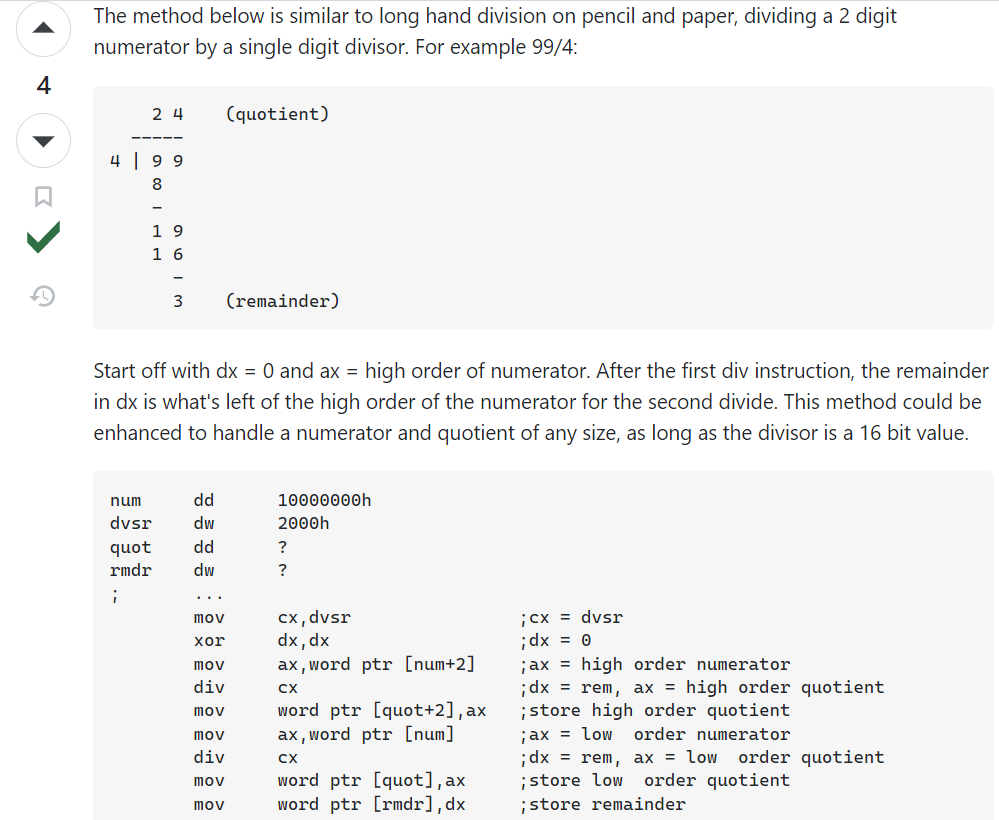 The method below is similar to long hand division on pencil and paper, dividing a 2 digit
numerator by a single digit divisor. For example 99/4:
4
    2 4    (quotient)
  -----
4 | 9 9
    8
    -
    1 9
    1 6
      -
      3    (remainder)
Start off with dx = 0 and ax = high order of numerator. After the first div instruction, the remainder
in dx is what's left of the high order of the numerator for the second divide. This method could be
enhanced to handle a numerator and quotient of any size, as long as the divisor is a 16 bit value.
num     dd      10000000h
dvsr    dw      2000h
quot    dd      ?
rmdr    dw      ?
;       ...
        mov     cx,dvsr                ;cx = dvsr
        xor     dx,dx                  ;dx = 0
        mov     ax,word ptr [num+2]    ;ax = high order numerator
        div     cx                     ;dx = rem, ax = high order quotient
        mov     word ptr [quot+2],ax   ;store high order quotient
        mov     ax,word ptr [num]      ;ax = low  order numerator
        div     cx                     ;dx = rem, ax = low  order quotient
        mov     word ptr [quot],ax     ;store low  order quotient
        mov     word ptr [rmdr],dx     ;store remainder